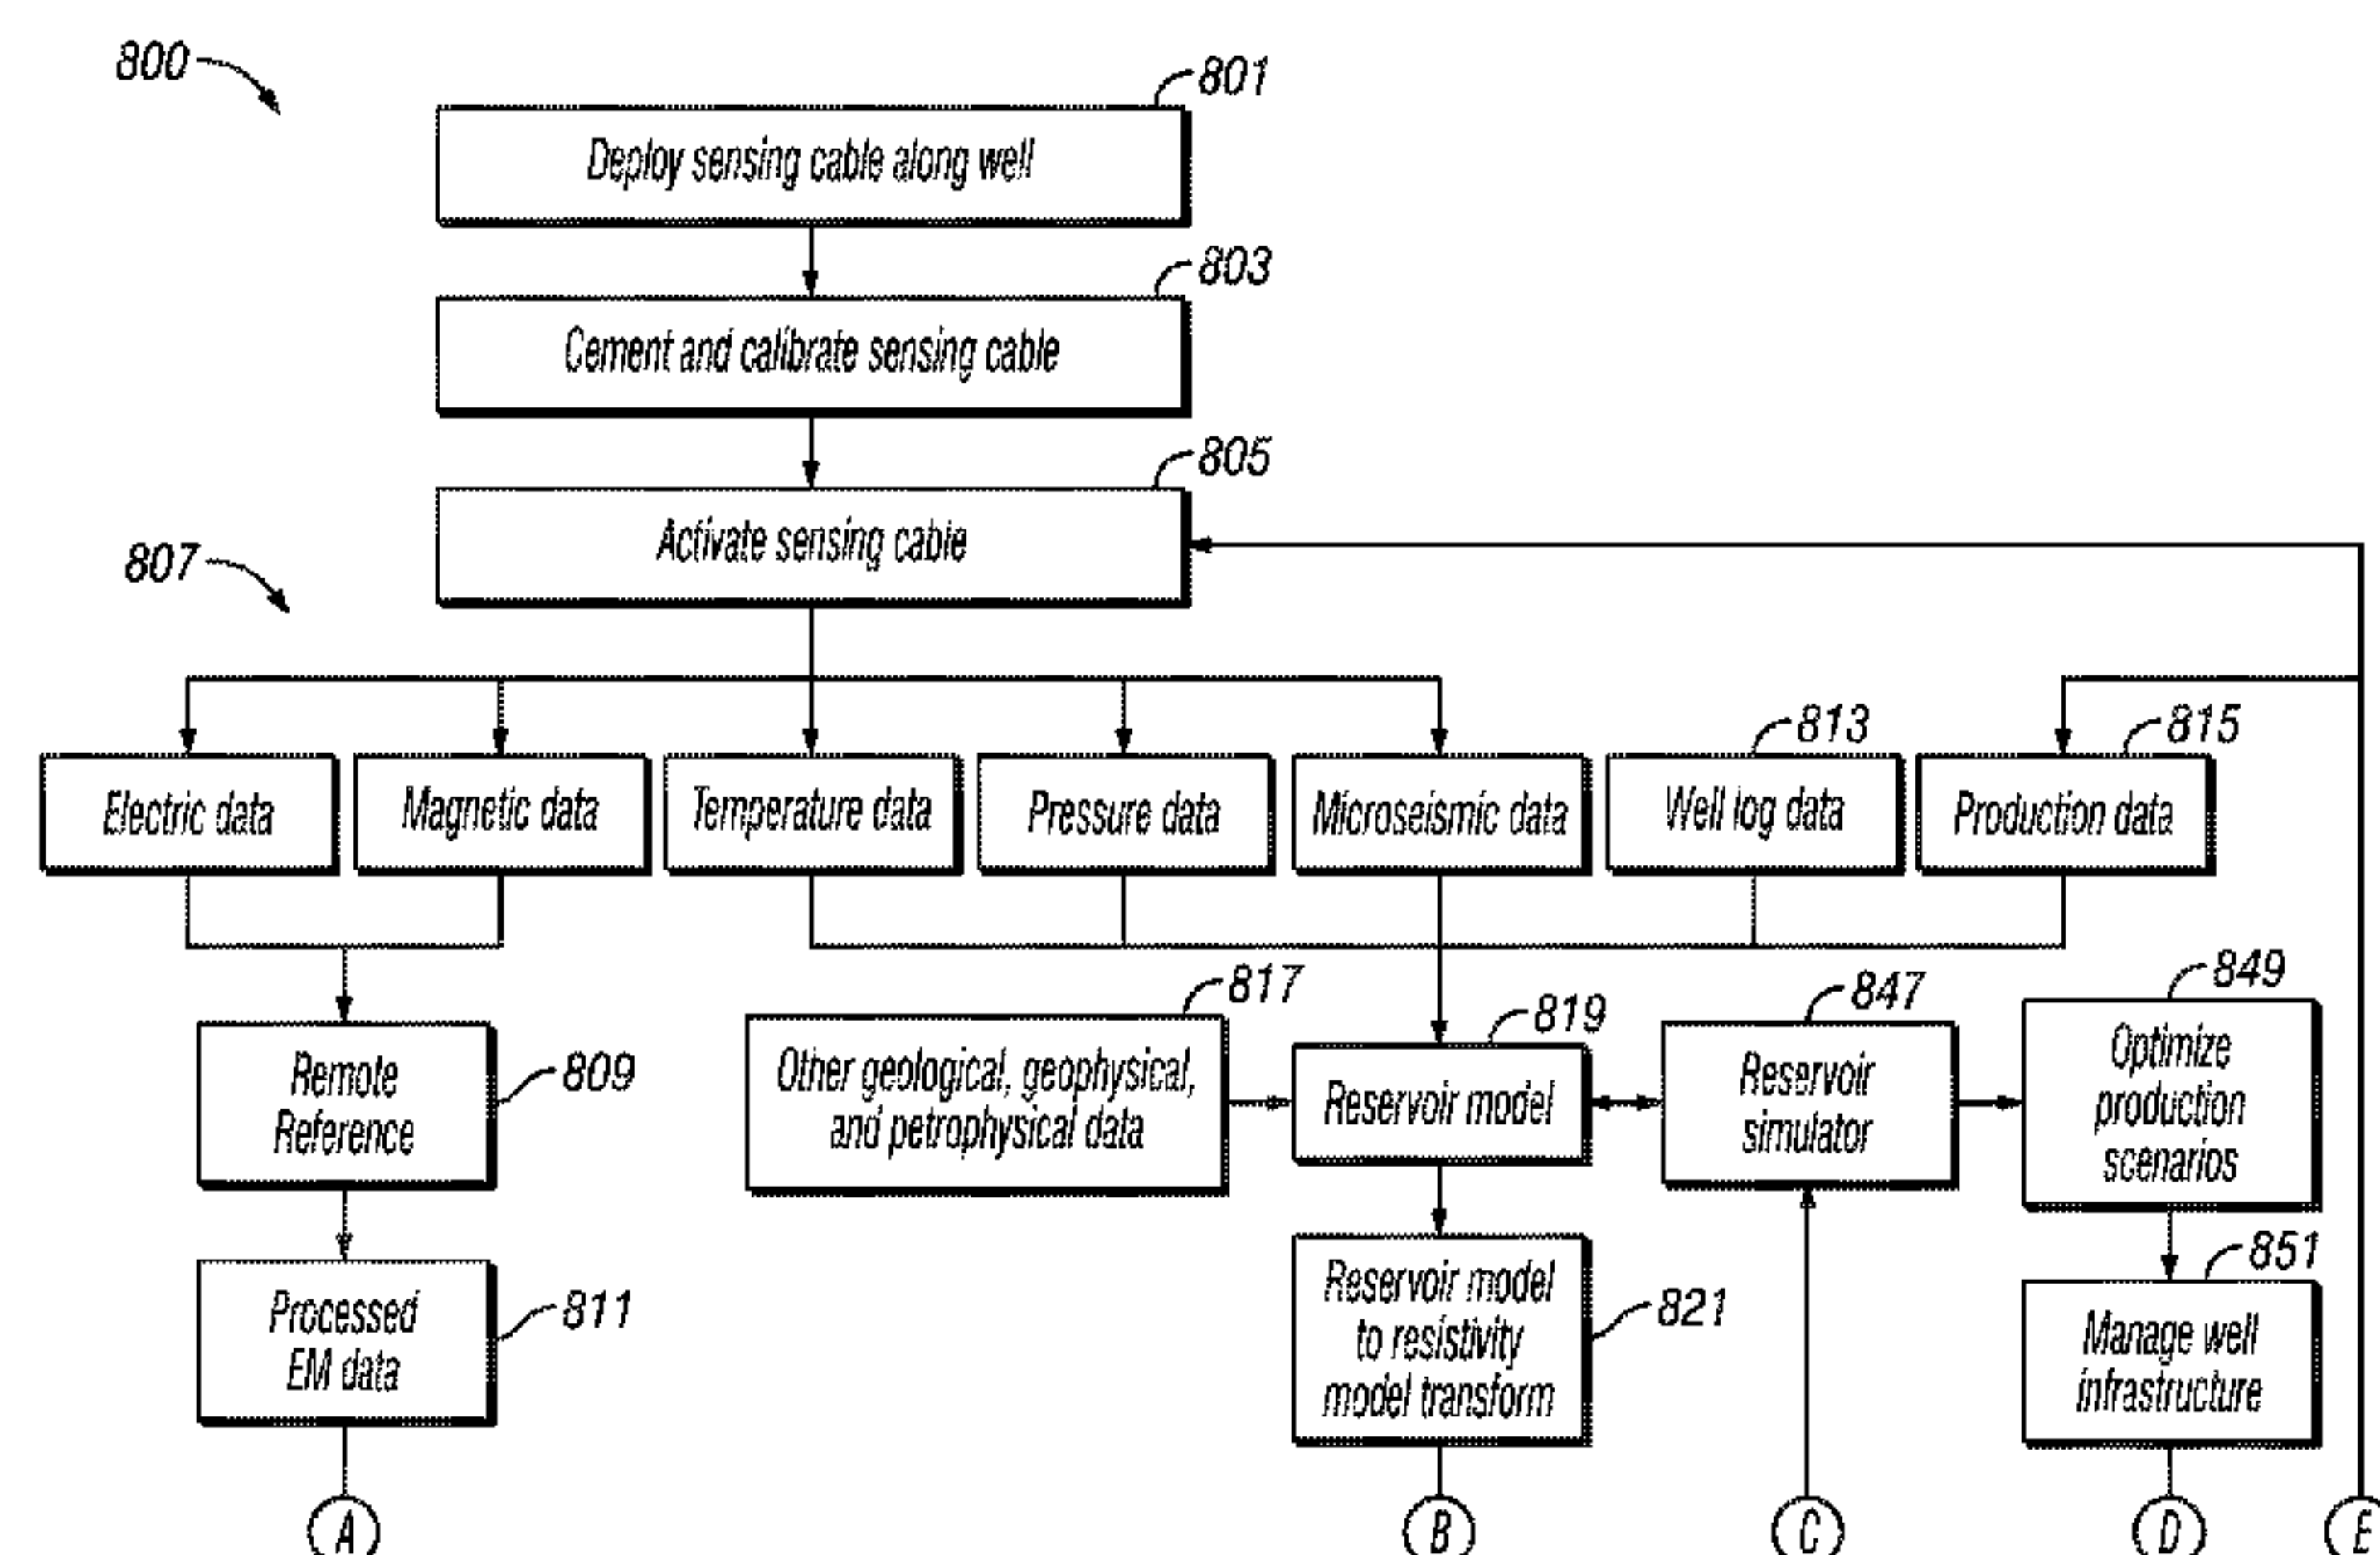 800
801
Deploy sensing cable along well
803
Cement and calibrate sensing cable
805
Activate sensing cable
807
813
815
Electric data
Magnetic data
Temperature data
Pressure data
Microseismic data
Well log data
Production data
817
819
847
849
Remote
Reference
809
Other geological, geophysical,
and petrophysical data
Reservoir model
Reservoir
simulator
Optimize
production
scenarios
851
Processed
EM data
811
Reservoir model
to resistivity
model transform
821
Manage well
infrastructure
A
B
C
D
E